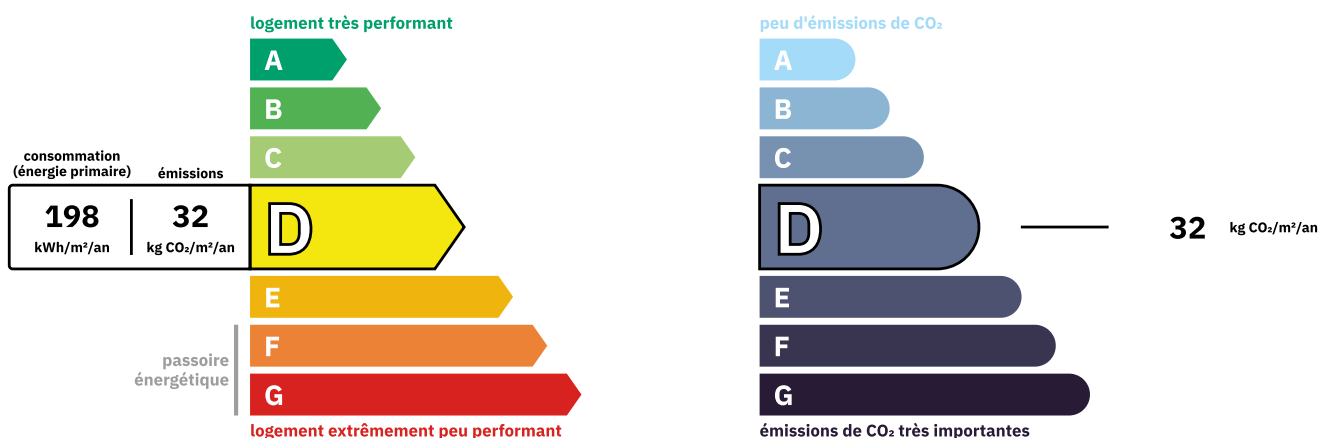 logement très performant
A
B
C
consommation
(énergie primaire)
émissions
198
kWh/m²/an
32
kg CO₂/m²/an
D
E
F
G
passoire
énergétique
logement extrêmement peu performant
peu d'émissions de CO₂
A
B
C
D
32 kg CO₂/m²/an
E
F
G
émissions de CO₂ très importantes